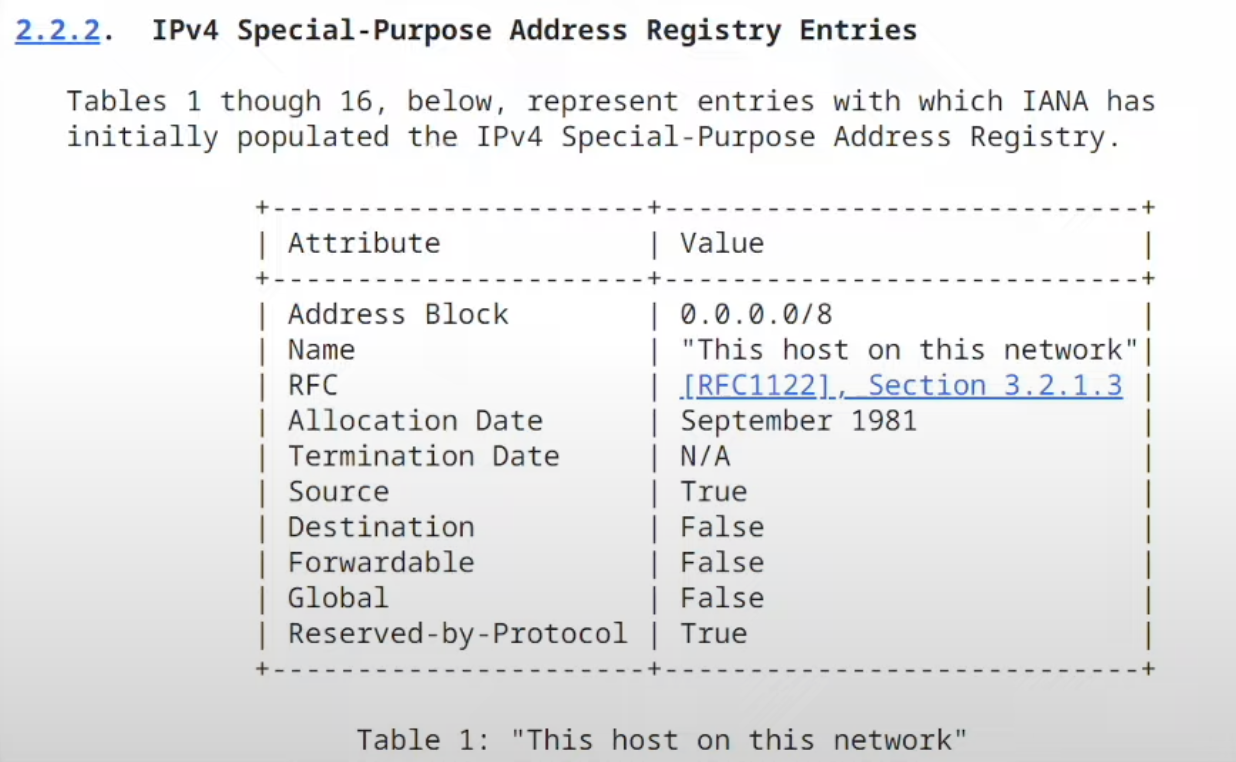 2.2.2. IPv4 Special-Purpose Address Registry Entries
Tables 1 though 16, below, represent entries with which IANA has
initially populated the IPv4 Special-Purpose Address Registry.
+----------------------+----------------------------+
| Attribute            | Value                      |
+----------------------+----------------------------+
| Address Block        | 0.0.0.0/8                  |
| Name                 | "This host on this network"|
| RFC                  | [RFC1122], Section 3.2.1.3 |
| Allocation Date      | September 1981             |
| Termination Date     | N/A                        |
| Source               | True                       |
| Destination          | False                      |
| Forwardable          | False                      |
| Global               | False                      |
| Reserved-by-Protocol | True                       |
+----------------------+----------------------------+
Table 1: "This host on this network"